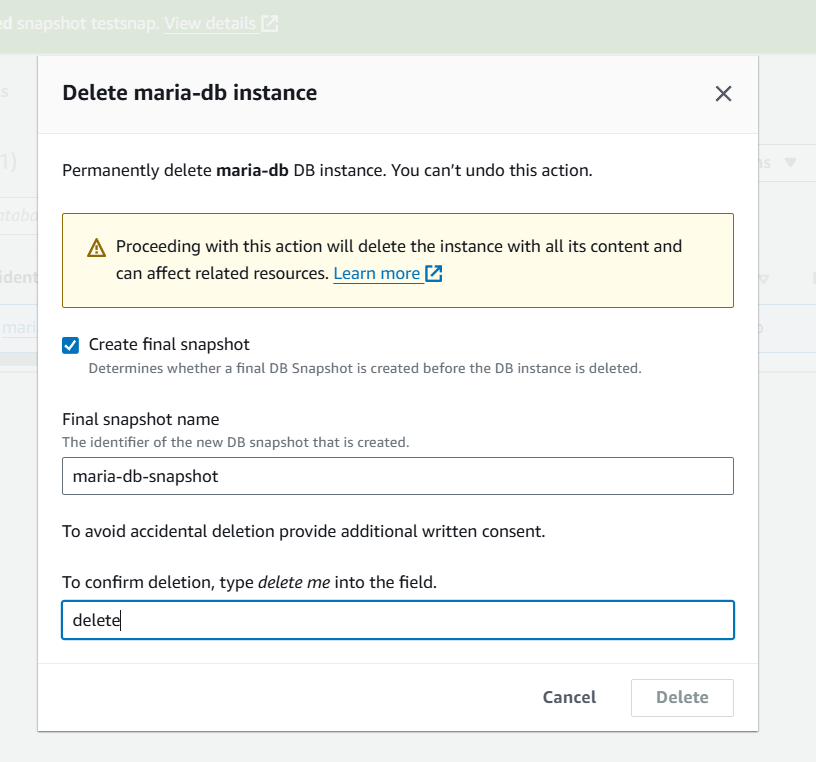 snapshot testsnap. View details
Delete maria-db instance
Permanently delete maria-db DB instance. You can’t undo this action.
Proceeding with this action will delete the instance with all its content and
can affect related resources. Learn more
Create final snapshot
Determines whether a final DB Snapshot is created before the DB instance is deleted.
Final snapshot name
The identifier of the new DB snapshot that is created.
maria-db-snapshot
To avoid accidental deletion provide additional written consent.
To confirm deletion, type delete me into the field.
delete
Cancel
Delete